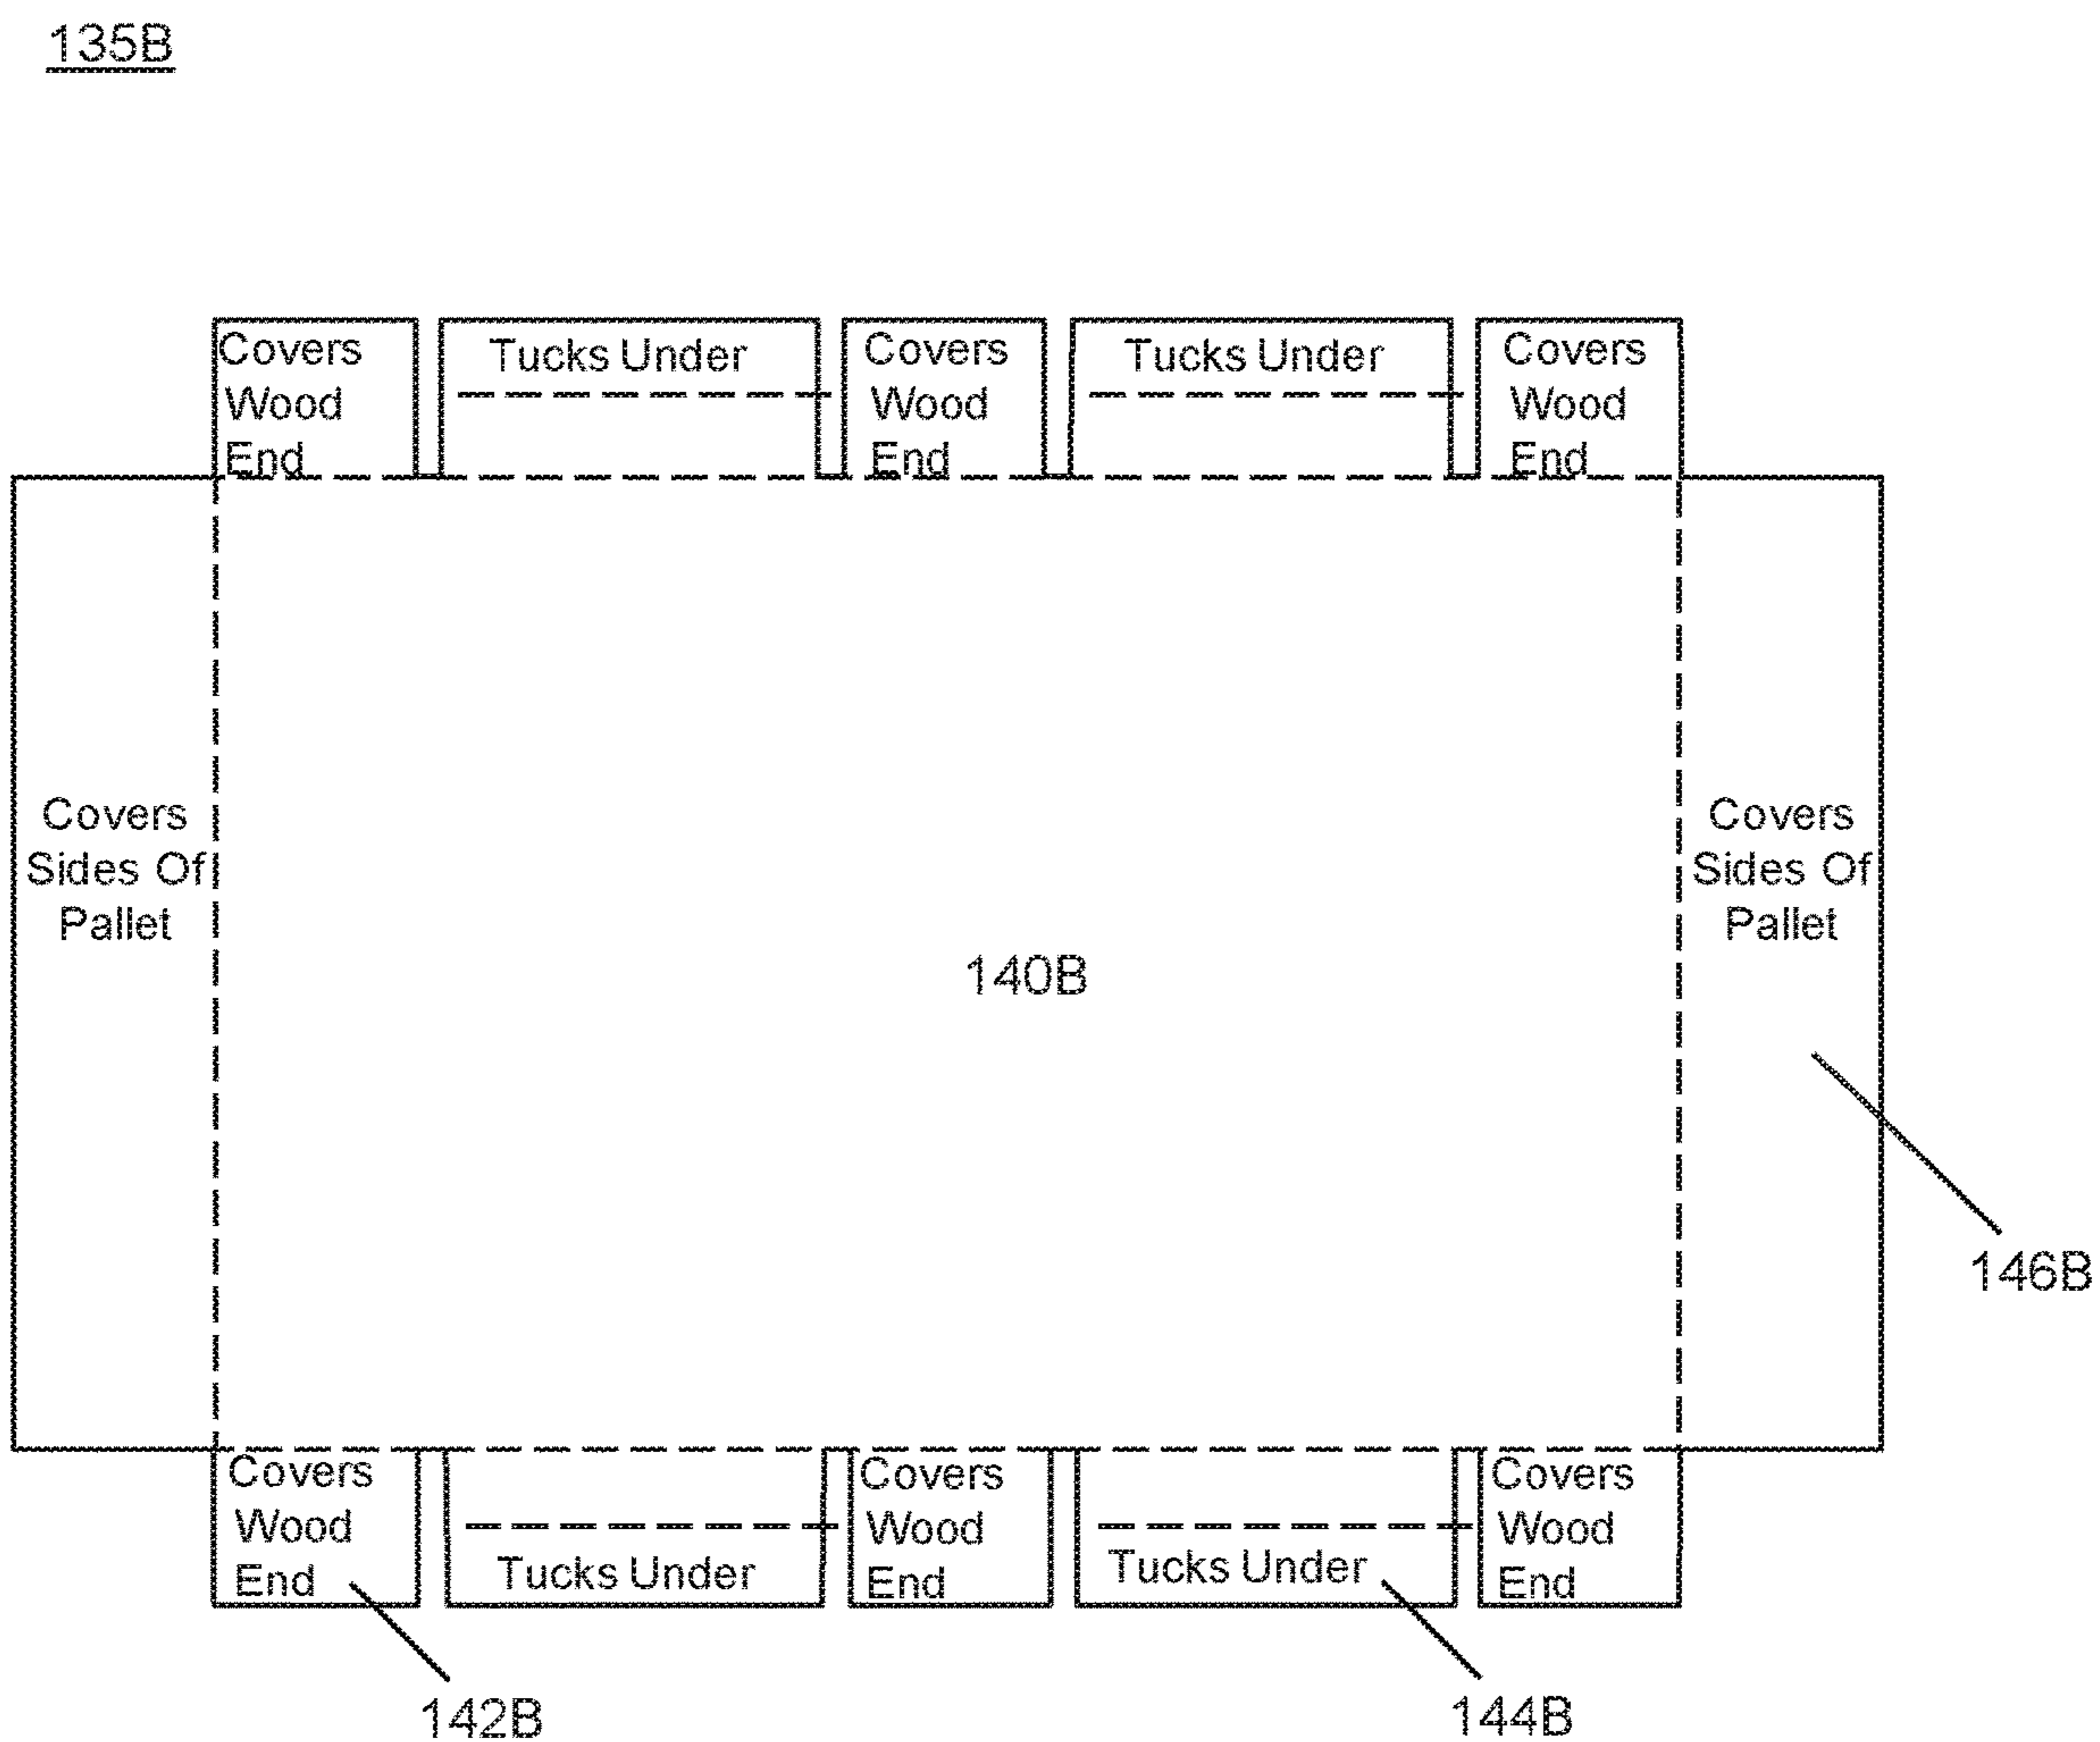 135B
Covers
Wood
End
Tucks Under
Covers
Wood
End
Tucks Under
Covers
Wood
End
Covers
Sides Of
Pallet
140B
Covers
Sides Of
Pallet
146B
Covers
Wood
End
Tucks Under
Covers
Wood
End
Tucks Under
Covers
Wood
End
142B
144B